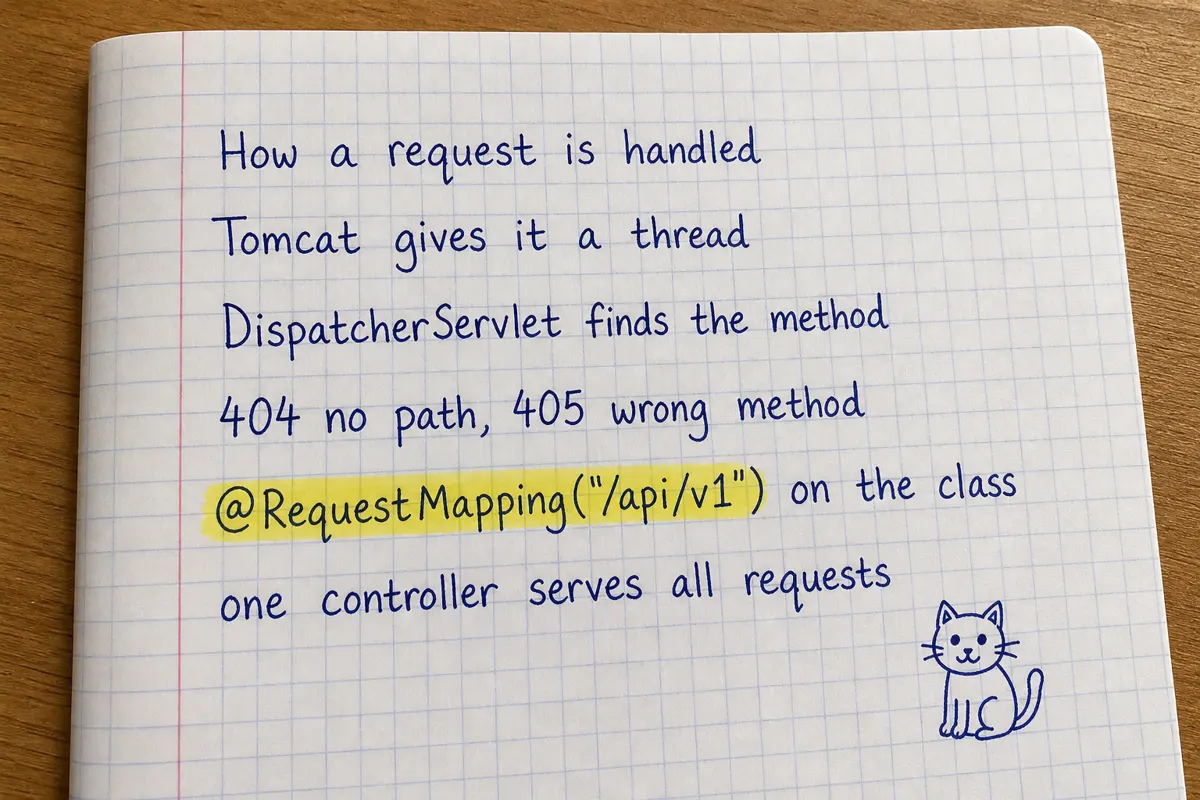 How a request is handled
Tomcat gives it a thread
DispatcherServlet finds the method
404 no path, 405 wrong method
@RequestMapping("/api/v1") on the class
one controller serves all requests